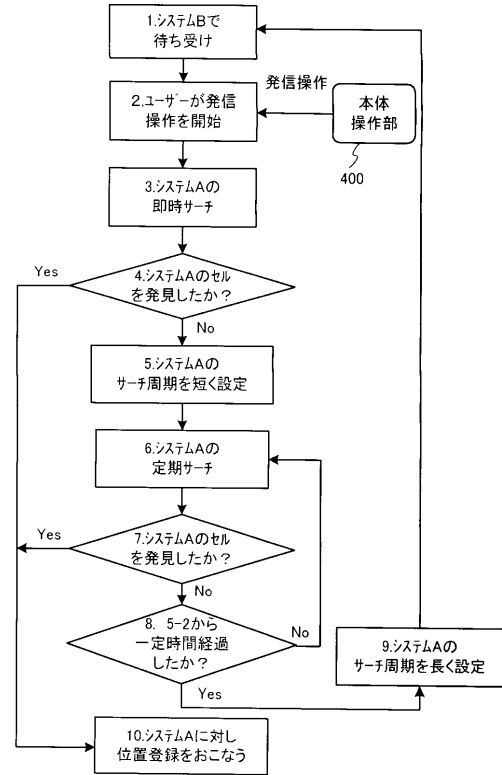 1.システムBで
待ち受け
発信操作
2.ユーザーが発信
操作を開始
本体
操作部
400
3.システムAの
即時サーチ
Yes
4.システムAのセル
を発見したか？
No
5.システムAの
サーチ周期を短く設定
6.システムAの
定期サーチ
Yes
7.システムAのセル
を発見したか？
No
8. 5-2から
一定時間経過
したか？
No
Yes
9.システムAの
サーチ周期を長く設定
10.システムAに対し
位置登録をおこなう